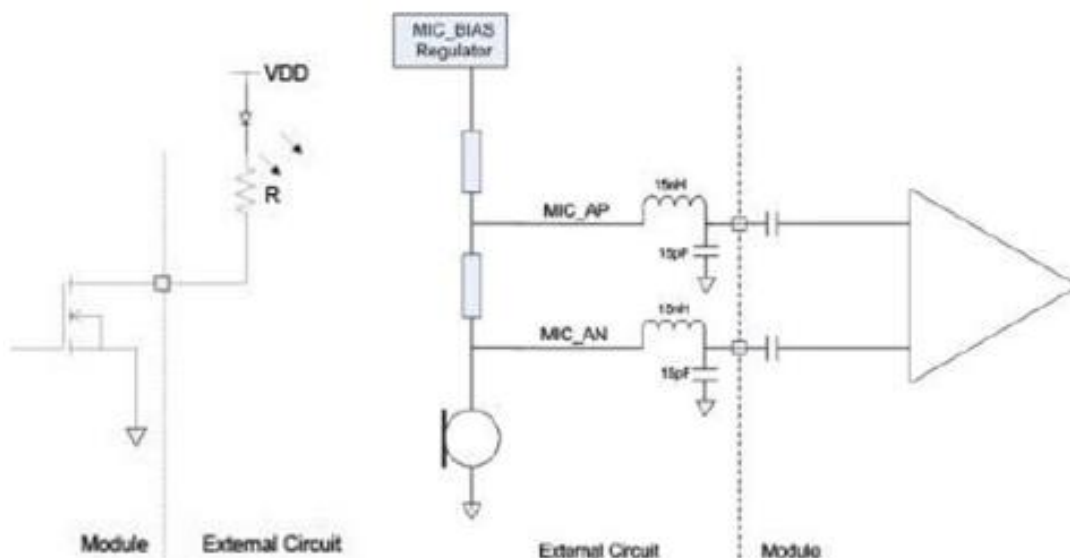 VDD
R
Module
External Circuit
MIC_BIAS
Regulator
15nH
MIC_AP
15pF
15nH
MIC_AN
15pF
External Circuit
Module